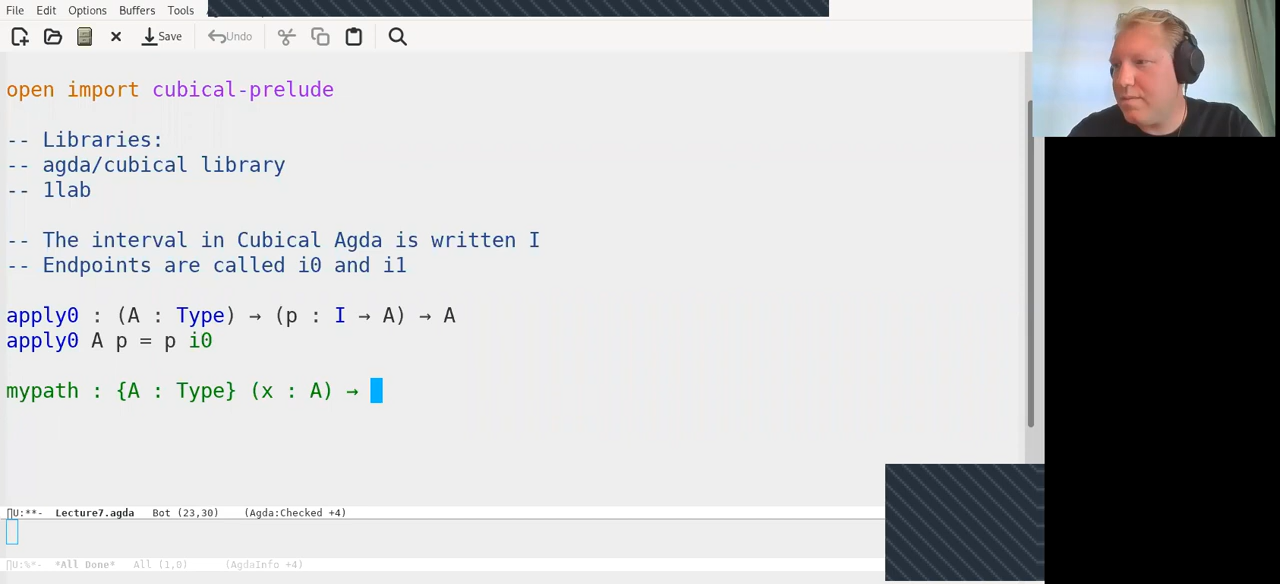 File Edit Options Buffers Tools
Save Undo
open import cubical-prelude
-- Libraries:
-- agda/cubical library
-- 1lab
-- The interval in Cubical Agda is written I
-- Endpoints are called i0 and i1
apply0 : (A : Type) → (p : I → A) → A
apply0 A p = p i0
mypath : {A : Type} (x : A) →
U:**- Lecture7.agda Bot (23,30) (Agda:Checked +4)
U:%*- *All Done* All (1,0) (AgdaInfo +4)